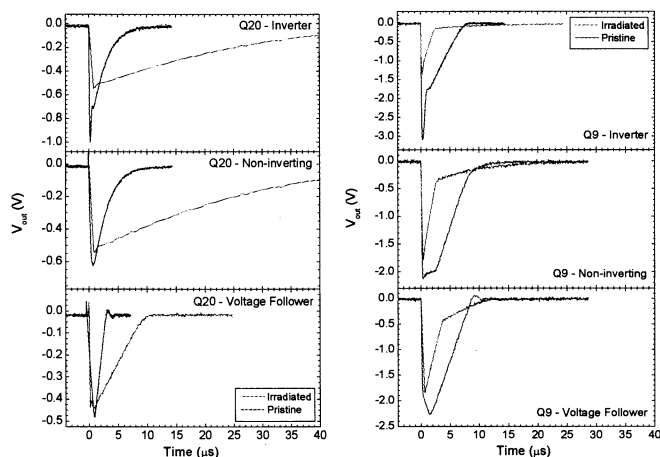 Q20 - Inverter
0.0
-0.2
-0.4
-0.6
-0.8
-1.0
Q20 - Non-inverting
0.0
-0.2
-0.4
-0.6
Vout (V)
Q20 - Voltage Follower
0.0
-0.1
-0.2
-0.3
-0.4
-0.5
Irradiated
Pristine
0 5 10 15 20 25 30 35 40
Time (μs)
Irradiated
Pristine
0.0
-0.5
-1.0
-1.5
-2.0
-2.5
-3.0
Q9 - Inverter
0.0
-0.5
-1.0
-1.5
-2.0
Vout (V)
Q9 - Non-inverting
0.0
-0.5
-1.0
-1.5
-2.0
-2.5
Q9 - Voltage Follower
0 5 10 15 20 25 30 35 40
Time (μs)